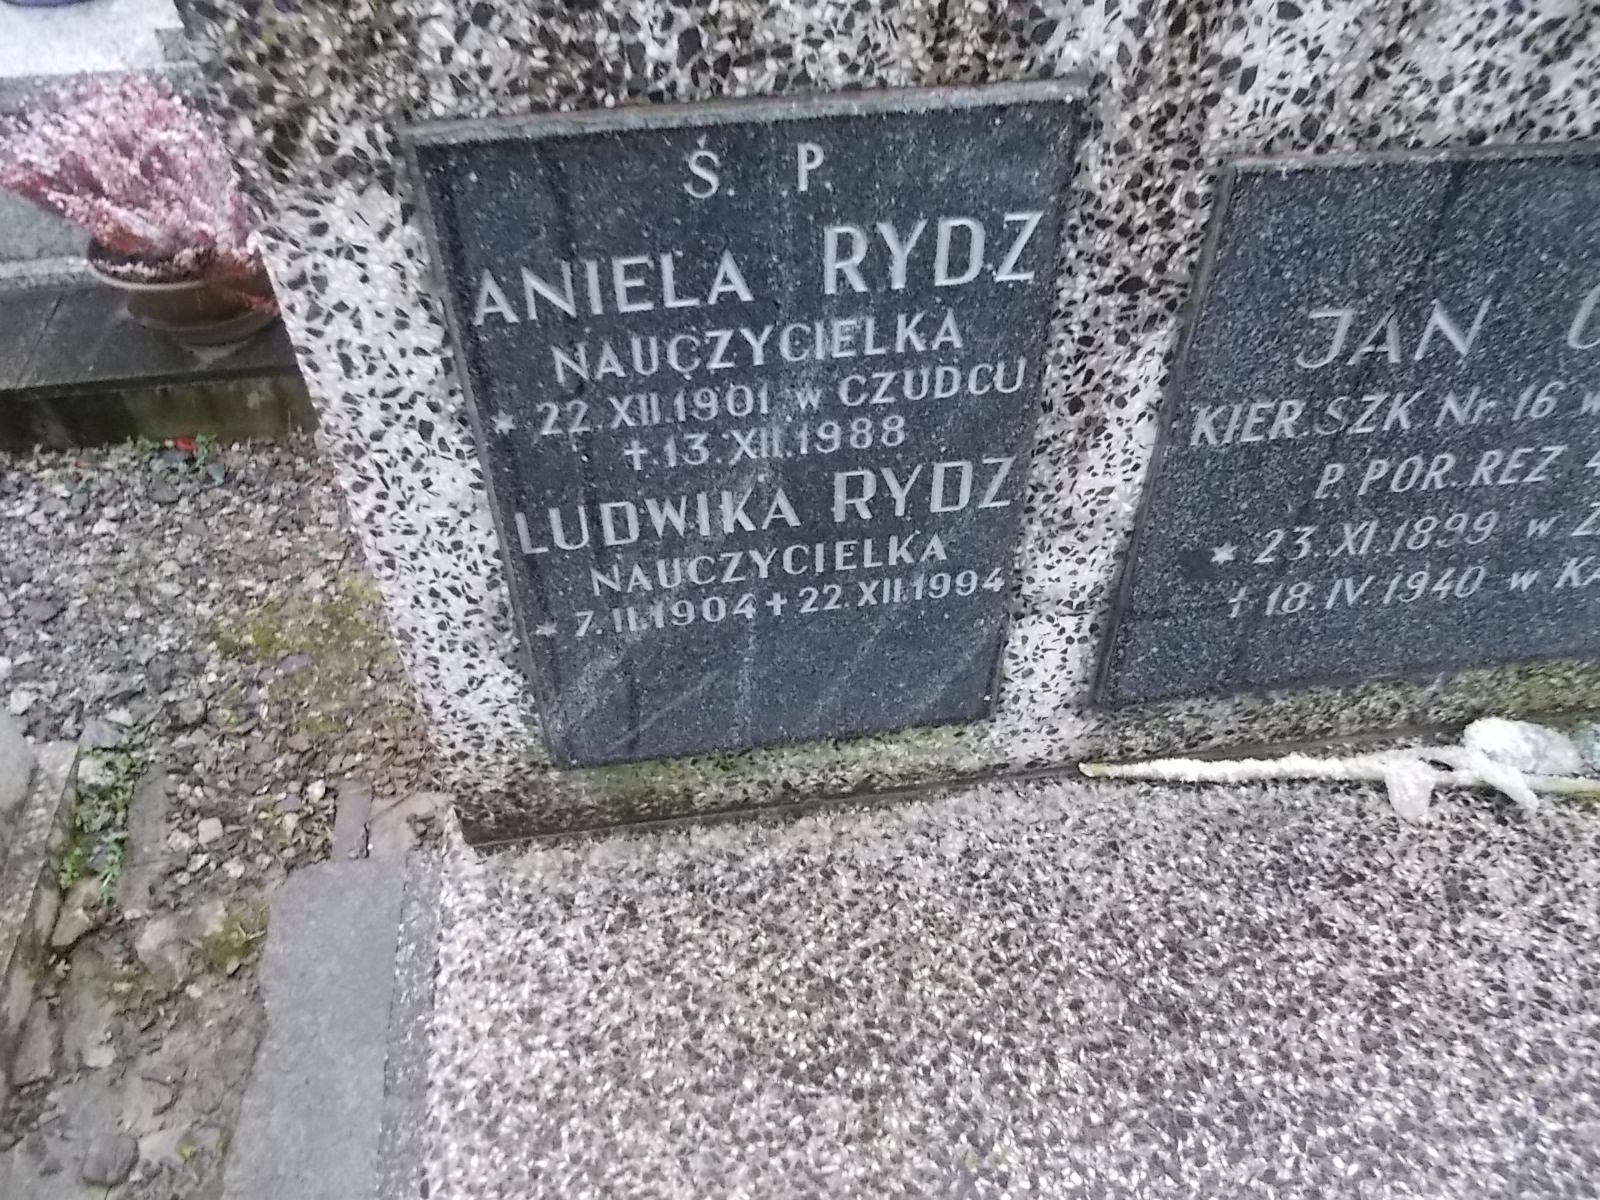 Ś. P.
ANIELA RYDZ
NAUCZYCIELKA
* 22.XII.1901 w CZUDCU
+ 13.XII.1988
LUDWIKA RYDZ
NAUCZYCIELKA
* 7.II.1904 + 22.XII.1994
JAN
KIER.SZK Nr 16
P. POR. REZ
* 23.XI.1899 w
+ 18.IV.1940 w